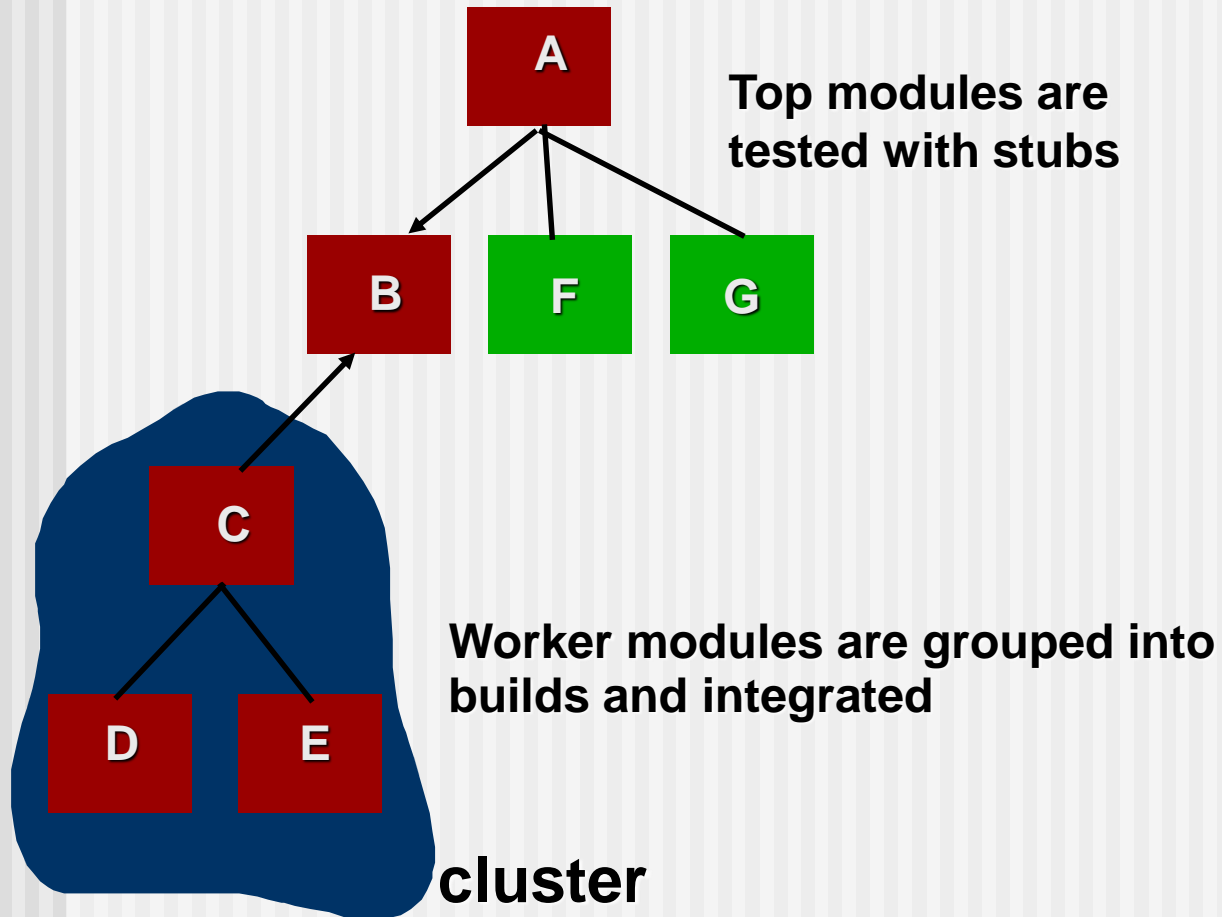 A
Top modules are
tested with stubs
B F G
C
Worker modules are grouped into
builds and integrated
D E
cluster